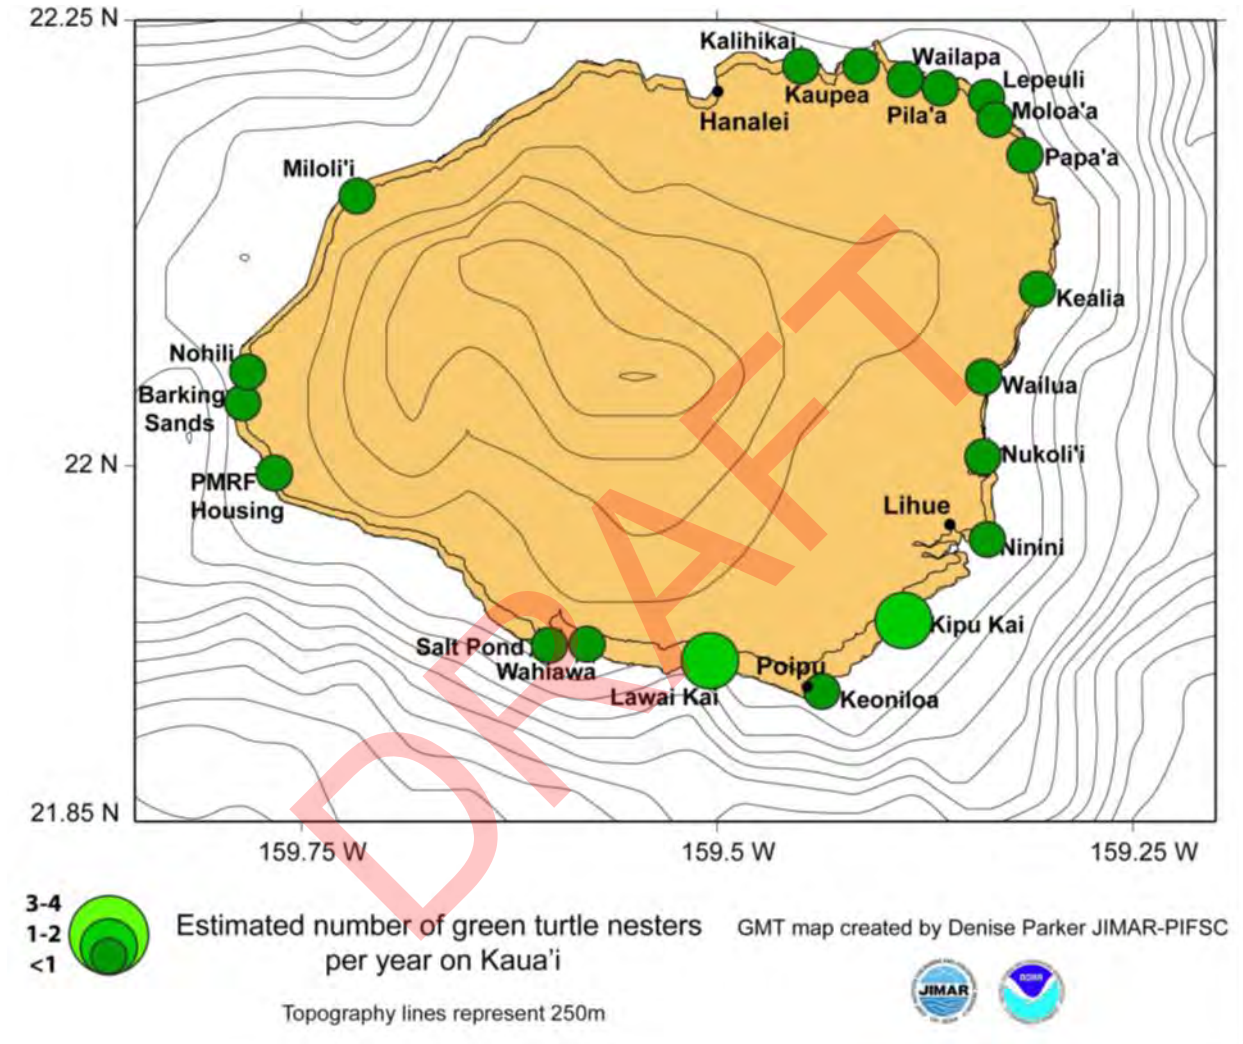 22.25 N
Kalihikai
Wailapa
Lepeuli
Kaupea
Pila'a
Moloa'a
Hanalei
Papa'a
Miloli'i
Kealia
Nohili
Barking
Sands
Wailua
22 N
Nukoli'i
PMRF
Housing
Lihue
Ninini
Kipu Kai
Salt Pond
Wahiawa
Poipu
Lawai Kai
Keoniloa
21.85 N
159.75 W
159.5 W
159.25 W
DRAFT
3-4
1-2
<1
Estimated number of green turtle nesters
per year on Kaua'i
Topography lines represent 250m
GMT map created by Denise Parker JIMAR-PIFSC
JIMAR
NOAA